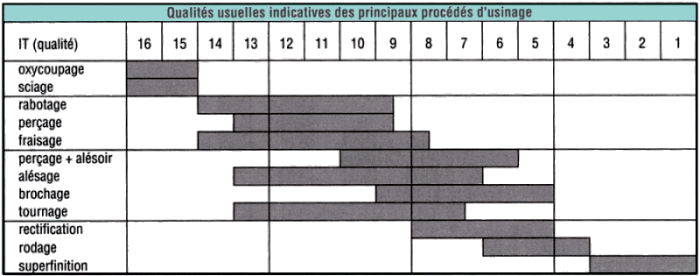 Qualités usuelles indicatives des principaux procédés d'usinage
IT (qualité) 16 15 14 13 12 11 10 9 8 7 6 5 4 3 2 1
oxycoupage
sciage
rabotage
perçage
fraisage
perçage + alésoir
alésage
brochage
tournage
rectification
rodage
superfinition